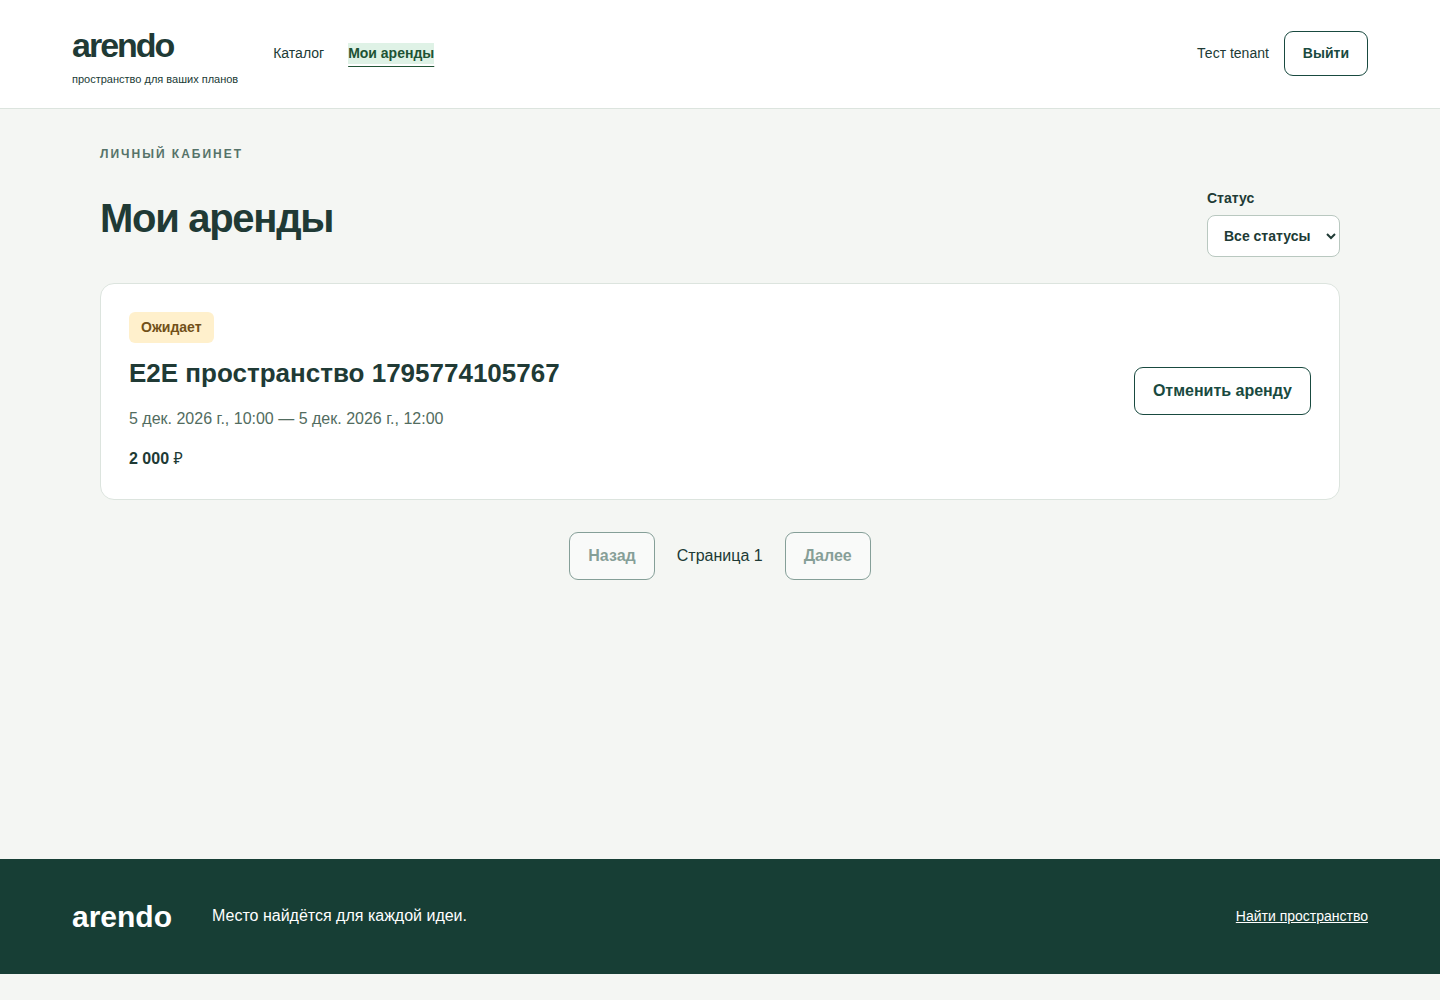 arendo
пространство для ваших планов
Каталог
Мои аренды
Тест tenant
Выйти
ЛИЧНЫЙ КАБИНЕТ
Мои аренды
Статус
Все статусы
Ожидает
E2E пространство 1795774105767
5 дек. 2026 г., 10:00 — 5 дек. 2026 г., 12:00
2 000 ₽
Отменить аренду
Назад
Страница 1
Далее
arendo
Место найдётся для каждой идеи.
Найти пространство